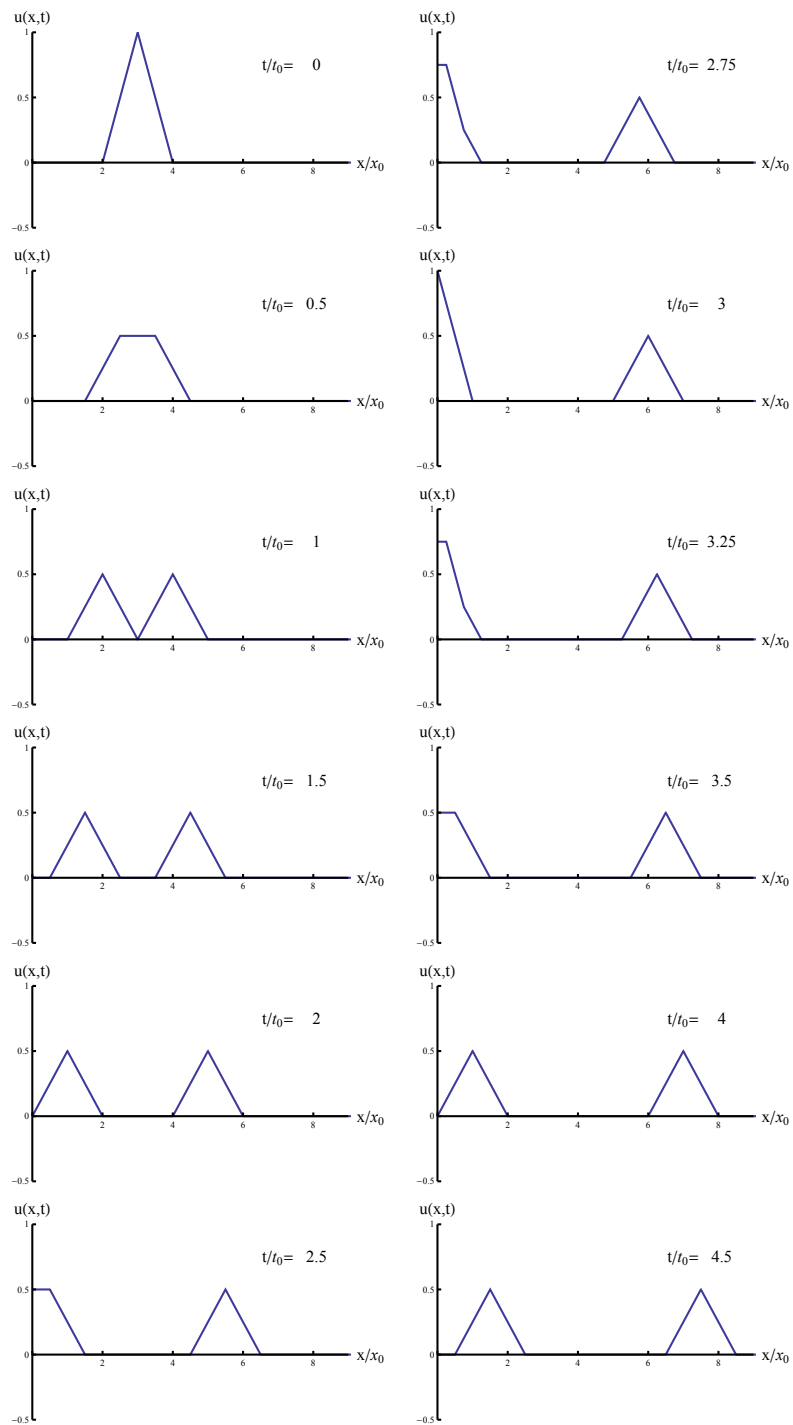 u(x,t)
1
t/t₀= 0
0.5
0
2 4 6 8 x/x₀
−0.5
u(x,t)
1
t/t₀= 0.5
0.5
0
2 4 6 8 x/x₀
−0.5
u(x,t)
1
t/t₀= 1
0.5
0
2 4 6 8 x/x₀
−0.5
u(x,t)
1
t/t₀= 1.5
0.5
0
2 4 6 8 x/x₀
−0.5
u(x,t)
1
t/t₀= 2
0.5
0
2 4 6 8 x/x₀
−0.5
u(x,t)
1
t/t₀= 2.5
0.5
0
2 4 6 8 x/x₀
−0.5
u(x,t)
1
t/t₀= 2.75
0.5
0
2 4 6 8 x/x₀
−0.5
u(x,t)
1
t/t₀= 3
0.5
0
2 4 6 8 x/x₀
−0.5
u(x,t)
1
t/t₀= 3.25
0.5
0
2 4 6 8 x/x₀
−0.5
u(x,t)
1
t/t₀= 3.5
0.5
0
2 4 6 8 x/x₀
−0.5
u(x,t)
1
t/t₀= 4
0.5
0
2 4 6 8 x/x₀
−0.5
u(x,t)
1
t/t₀= 4.5
0.5
0
2 4 6 8 x/x₀
−0.5